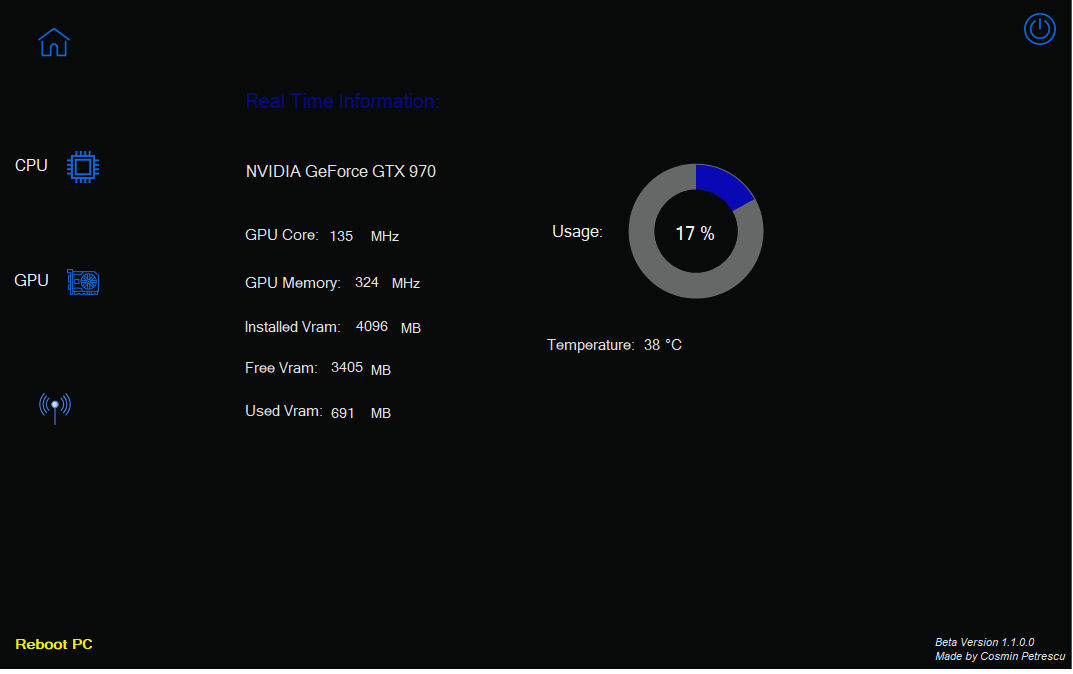 Real Time Information:
CPU
NVIDIA GeForce GTX 970
GPU Core: 135 MHz
Usage: 17 %
GPU
GPU Memory: 324 MHz
Installed Vram: 4096 MB
Temperature: 38 °C
Free Vram: 3405 MB
Used Vram: 691 MB
Reboot PC
Beta Version 1.1.0.0
Made by Cosmin Petrescu